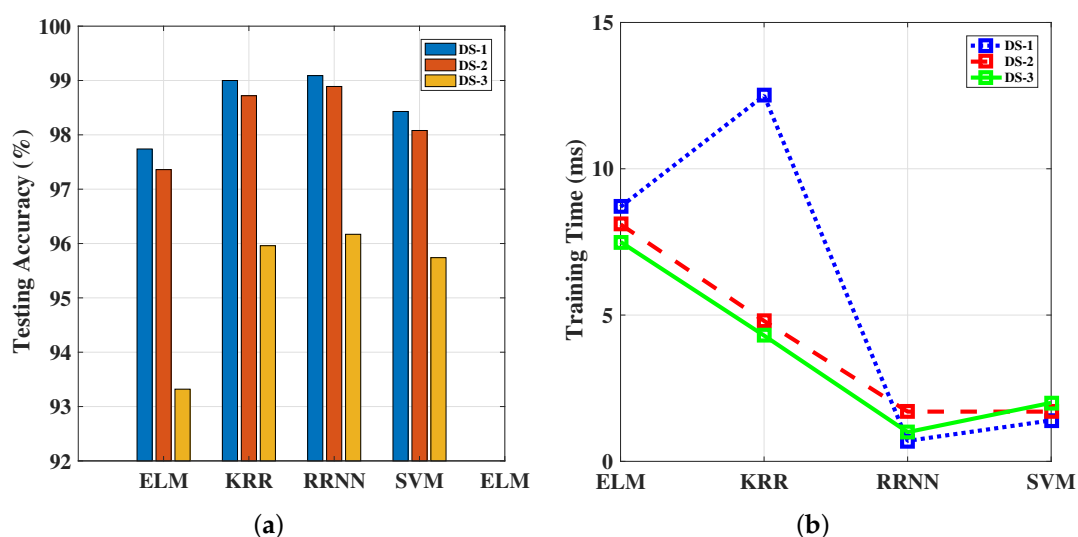 100
99
98
97
96
95
94
93
92
Testing Accuracy (%)
DS-1
DS-2
DS-3
ELM KRR RRNN SVM ELM
(a)
15
10
5
0
Training Time (ms)
DS-1
DS-2
DS-3
ELM KRR RRNN SVM
(b)